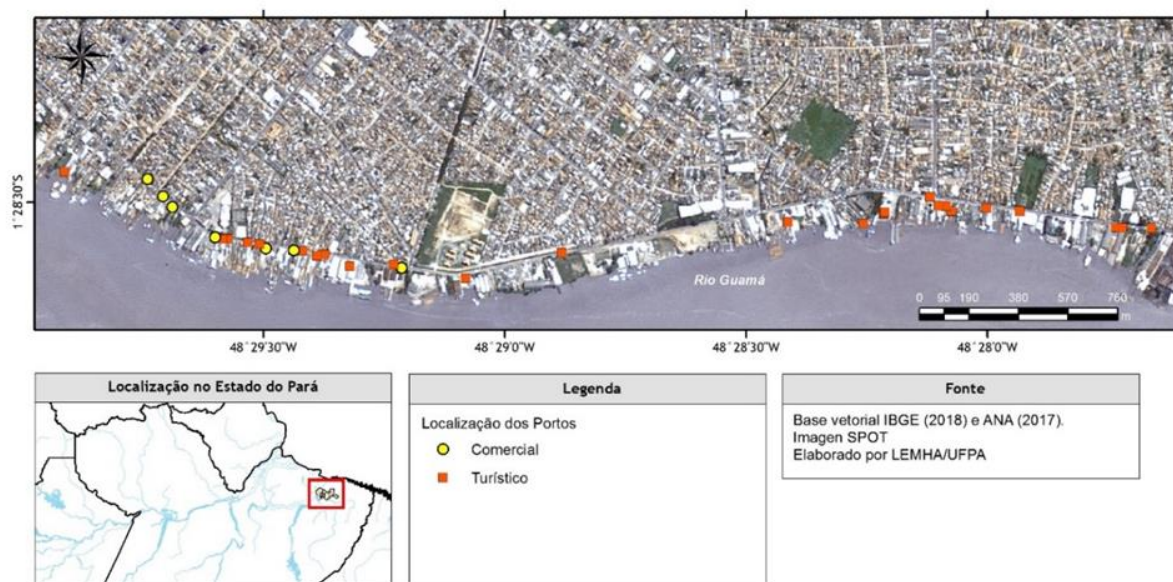 1°28'30"S
Rio Guamá
0 95 190 380 570 760
m
48°29'30"W 48°29'0"W 48°28'30"W 48°28'0"W
Localização no Estado do Pará
Legenda
Localização dos Portos
Comercial
Turístico
Fonte
Base vetorial IBGE (2018) e ANA (2017).
Imagen SPOT
Elaborado por LEMHA/UFPA